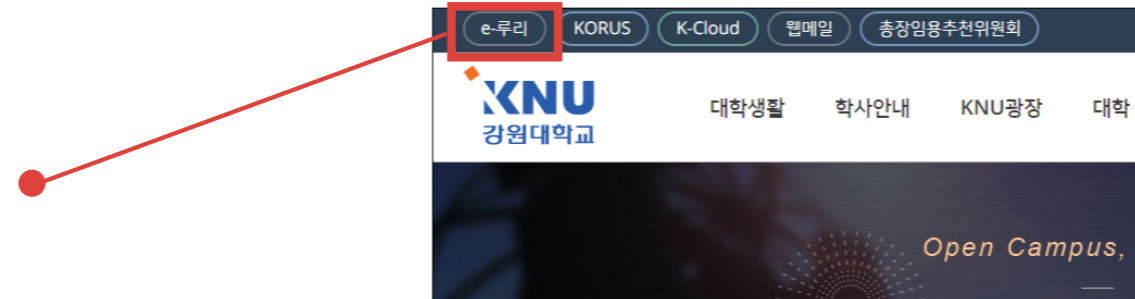 e-루리 KORUS K-Cloud 웹메일 총장임용추천위원회
KNU
강원대학교
대학생활 학사안내 KNU광장 대학
Open Campus,